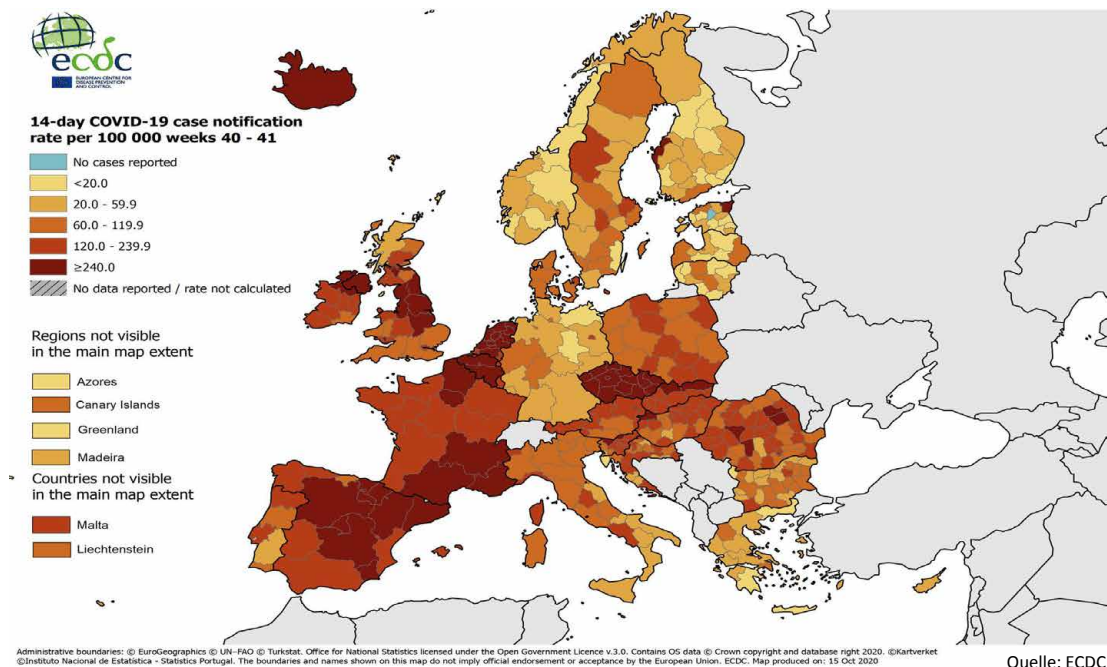 ecdc
EUROPEAN CENTRE FOR
DISEASE PREVENTION
AND CONTROL
14-day COVID-19 case notification
rate per 100 000 weeks 40 - 41
No cases reported
<20.0
20.0 - 59.9
60.0 - 119.9
120.0 - 239.9
≥240.0
No data reported / rate not calculated
Regions not visible
in the main map extent
Azores
Canary Islands
Greenland
Madeira
Countries not visible
in the main map extent
Malta
Liechtenstein
Administrative boundaries: © EuroGeographics © UN–FAO © Turkstat. Office for National Statistics licensed under the Open Government Licence v.3.0. Contains OS data © Crown copyright and database right 2020. ©Kartverket
©Instituto Nacional de Estatística - Statistics Portugal. The boundaries and names shown on this map do not imply official endorsement or acceptance by the European Union. ECDC. Map produced on: 15 Oct 2020
Quelle: ECDC